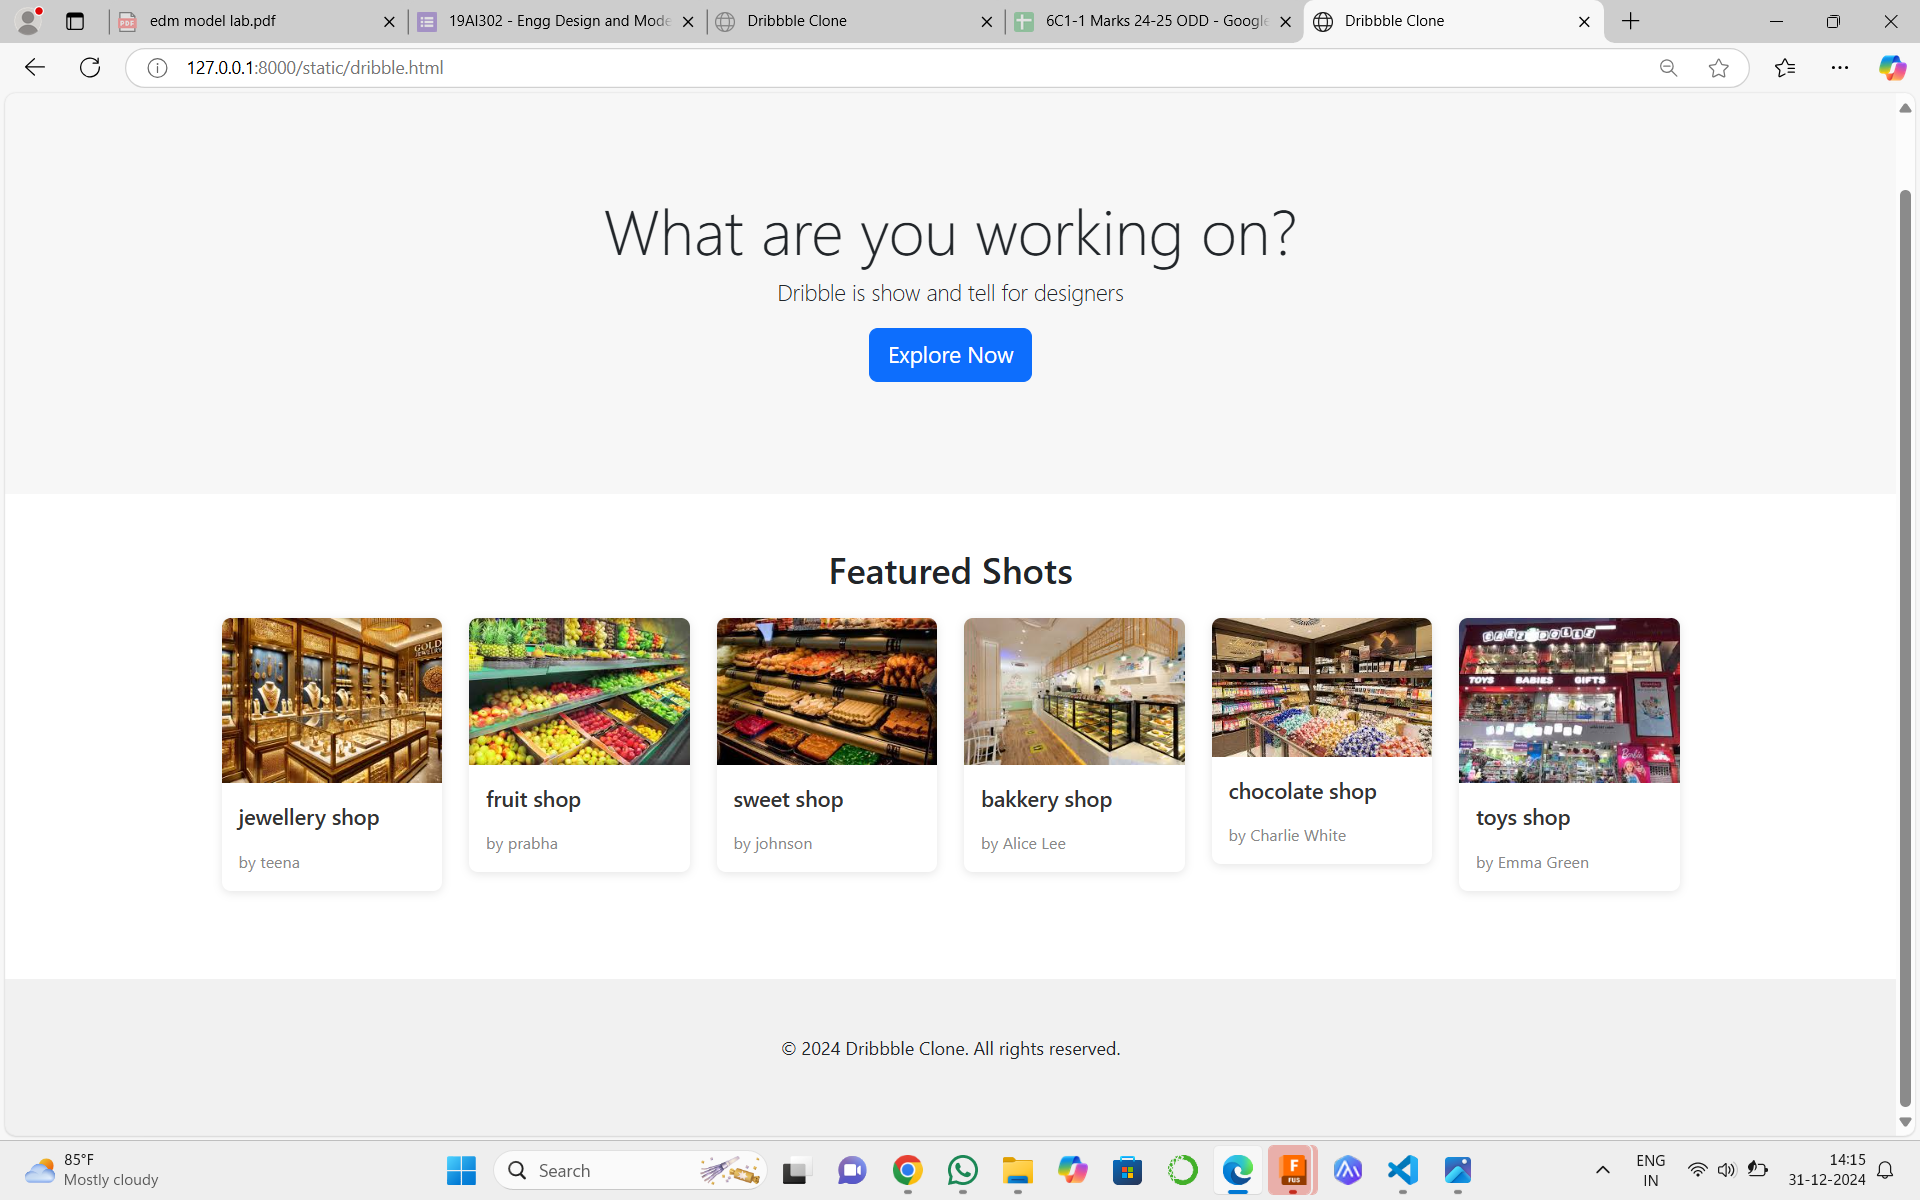 edm model lab.pdf
19AI302 - Engg Design and Mode
Dribbble Clone
6C1-1 Marks 24-25 ODD - Google
Dribbble Clone
127.0.0.1:8000/static/dribble.html
What are you working on?
Dribble is show and tell for designers
Explore Now
Featured Shots
GOLD
TOYS BABIES GIFTS
jewellery shop
by teena
fruit shop
by prabha
sweet shop
by johnson
bakkery shop
by Alice Lee
chocolate shop
by Charlie White
toys shop
by Emma Green
© 2024 Dribbble Clone. All rights reserved.
85°F
Mostly cloudy
Search
ENG
IN
14:15
31-12-2024